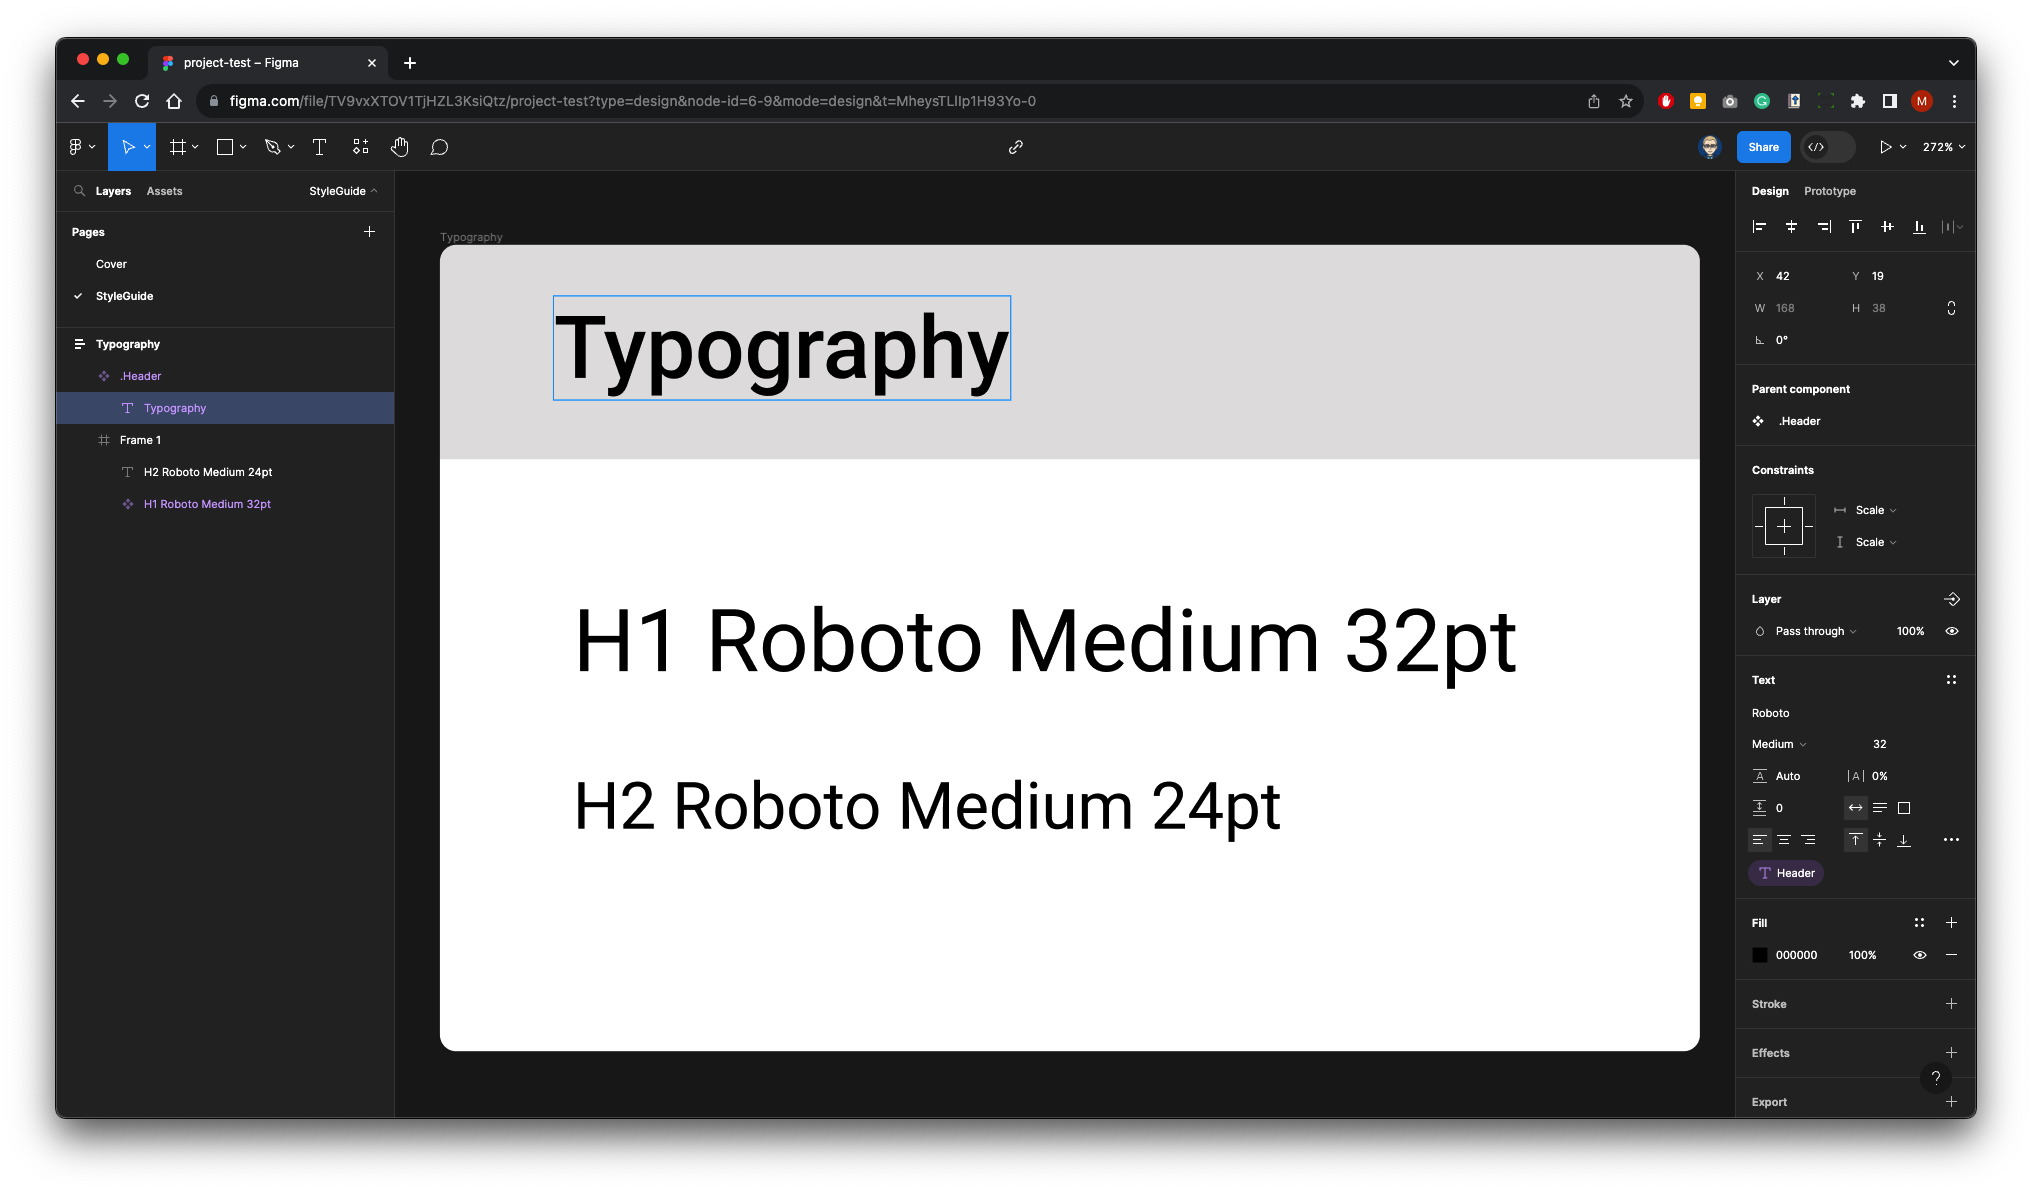 project-test – Figma
figma.com/file/TV9vxXTOV1TjHZL3KsiQtz/project-test?type=design&node-id=6-9&mode=design&t=MheysTLIIp1H93Yo-0
M
Share
272%
Layers Assets StyleGuide
Pages
Cover
StyleGuide
Typography
.Header
Typography
Frame 1
H2 Roboto Medium 24pt
H1 Roboto Medium 32pt
Typography
Typography
H1 Roboto Medium 32pt
H2 Roboto Medium 24pt
Design Prototype
X 42 Y 19
W 168 H 38
0°
Parent component
.Header
Constraints
Scale
Scale
Layer
Pass through 100%
Text
Roboto
Medium 32
Auto 0%
0
Header
Fill
000000 100%
Stroke
Effects
?
Export